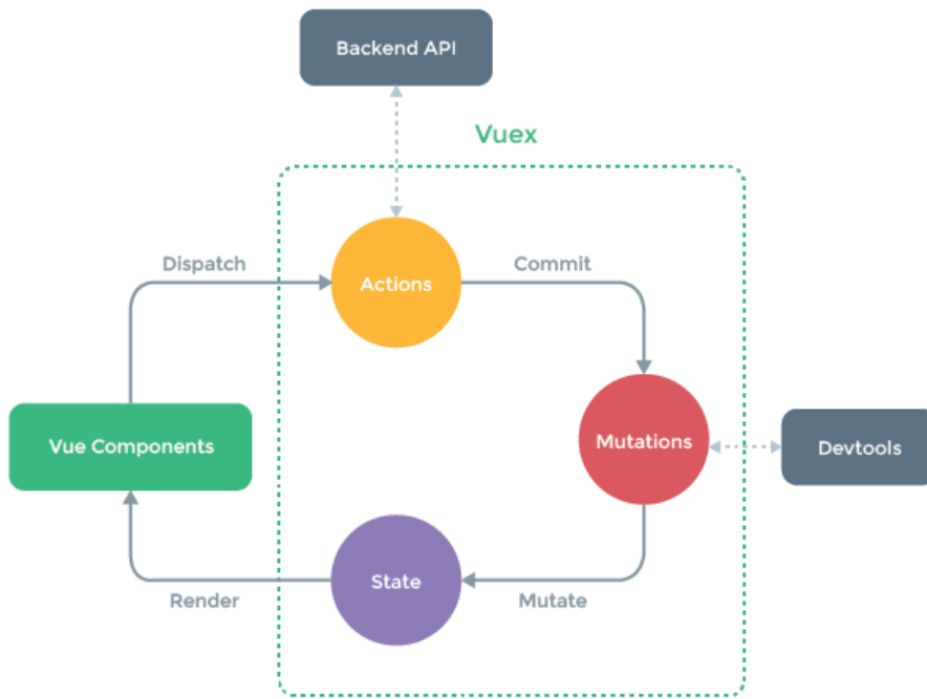 Backend API
Vuex
Dispatch
Commit
Actions
Vue Components
Mutations
Devtools
State
Render
Mutate